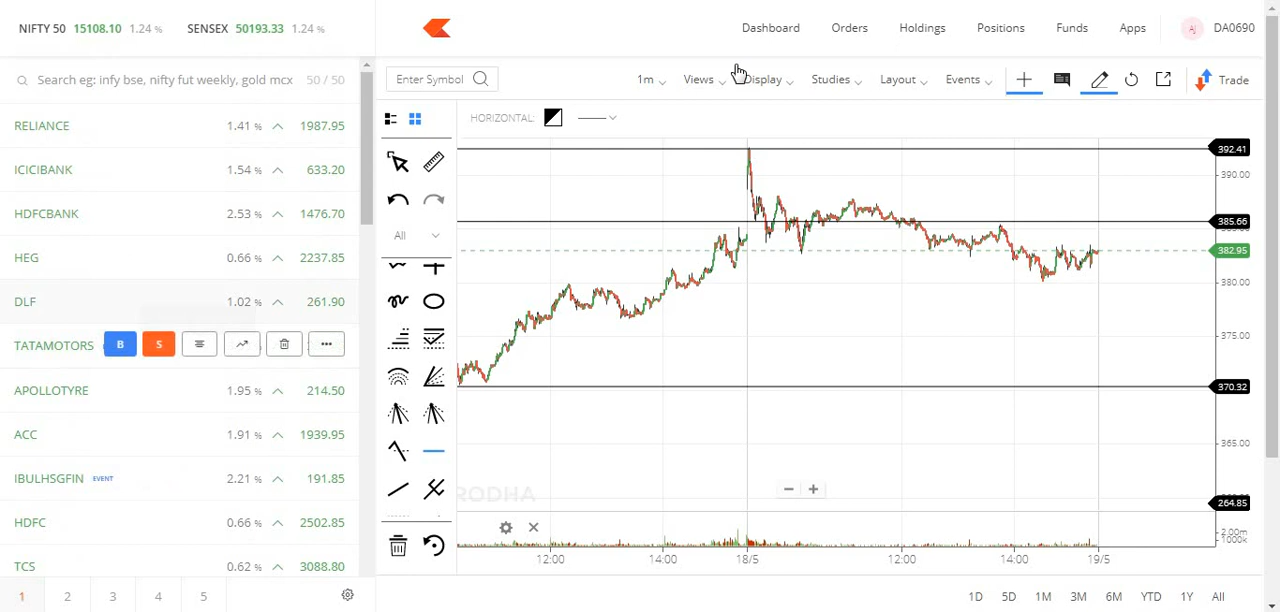 NIFTY 50 15108.10 1.24 % SENSEX 50193.33 1.24 %
Dashboard Orders Holdings Positions Funds Apps AJ DA0690
Search eg: infy bse, nifty fut weekly, gold mcx 50 / 50
Enter Symbol 1m Views Display Studies Layout Events Trade
HORIZONTAL:
RELIANCE 1.41 % 1987.95
ICICIBANK 1.54 % 633.20
HDFCBANK 2.53 % 1476.70
HEG 0.66 % 2237.85
DLF 1.02 % 261.90
TATAMOTORS B S
APOLLOTYRE 1.95 % 214.50
ACC 1.91 % 1939.95
IBULHSGFIN EVENT 2.21 % 191.85
HDFC 0.66 % 2502.85
TCS 0.62 % 3088.80
1 2 3 4 5
All
392.41
390.00
385.66
382.95
380.00
375.00
370.32
365.00
264.85
2.00m
1000k
RODHA
12:00 14:00 18/5 12:00 14:00 19/5
1D 5D 1M 3M 6M YTD 1Y All